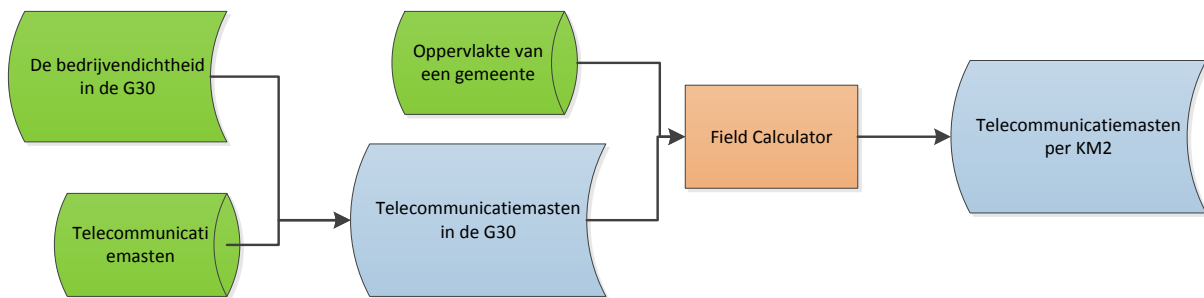 De bedrijvendichtheid
in de G30
Oppervlakte van
een gemeente
Field Calculator
Telecommunicatiemasten
per KM2
Telecommunicati
emasten
Telecommunicatiemasten
in de G30